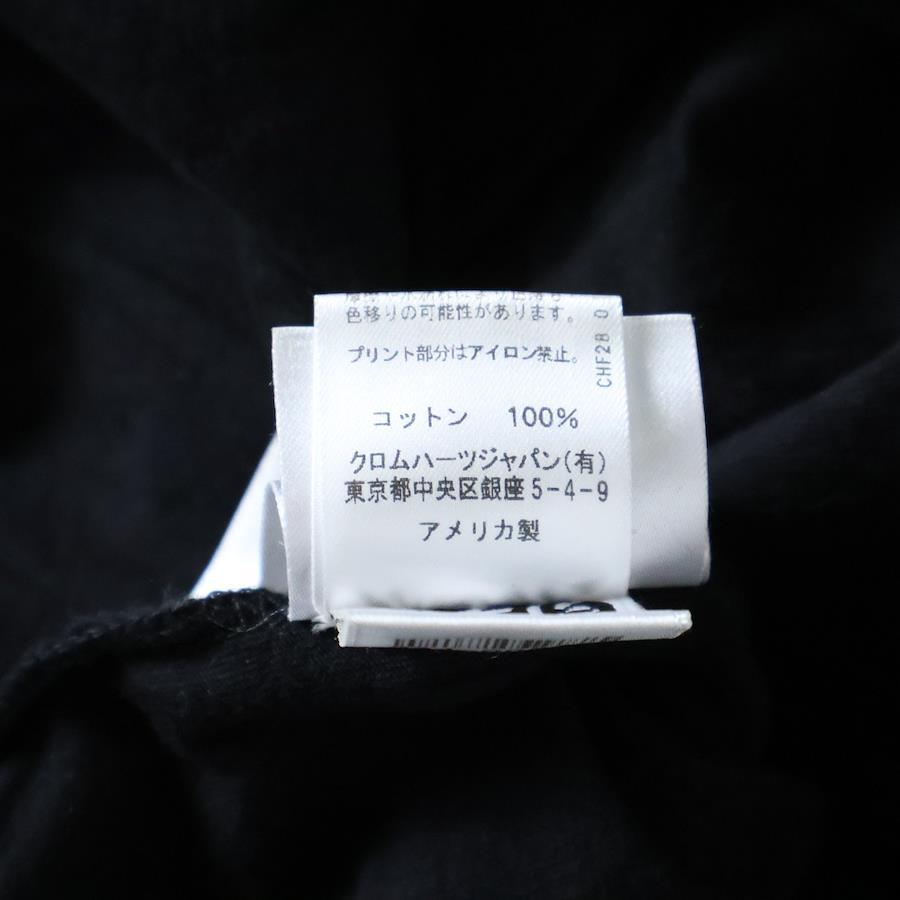 色移りの可能性があります。
プリント部分はアイロン禁止。
CHF28 0
コットン 100%
クロムハーツジャパン(有)
東京都中央区銀座5-4-9
アメリカ製